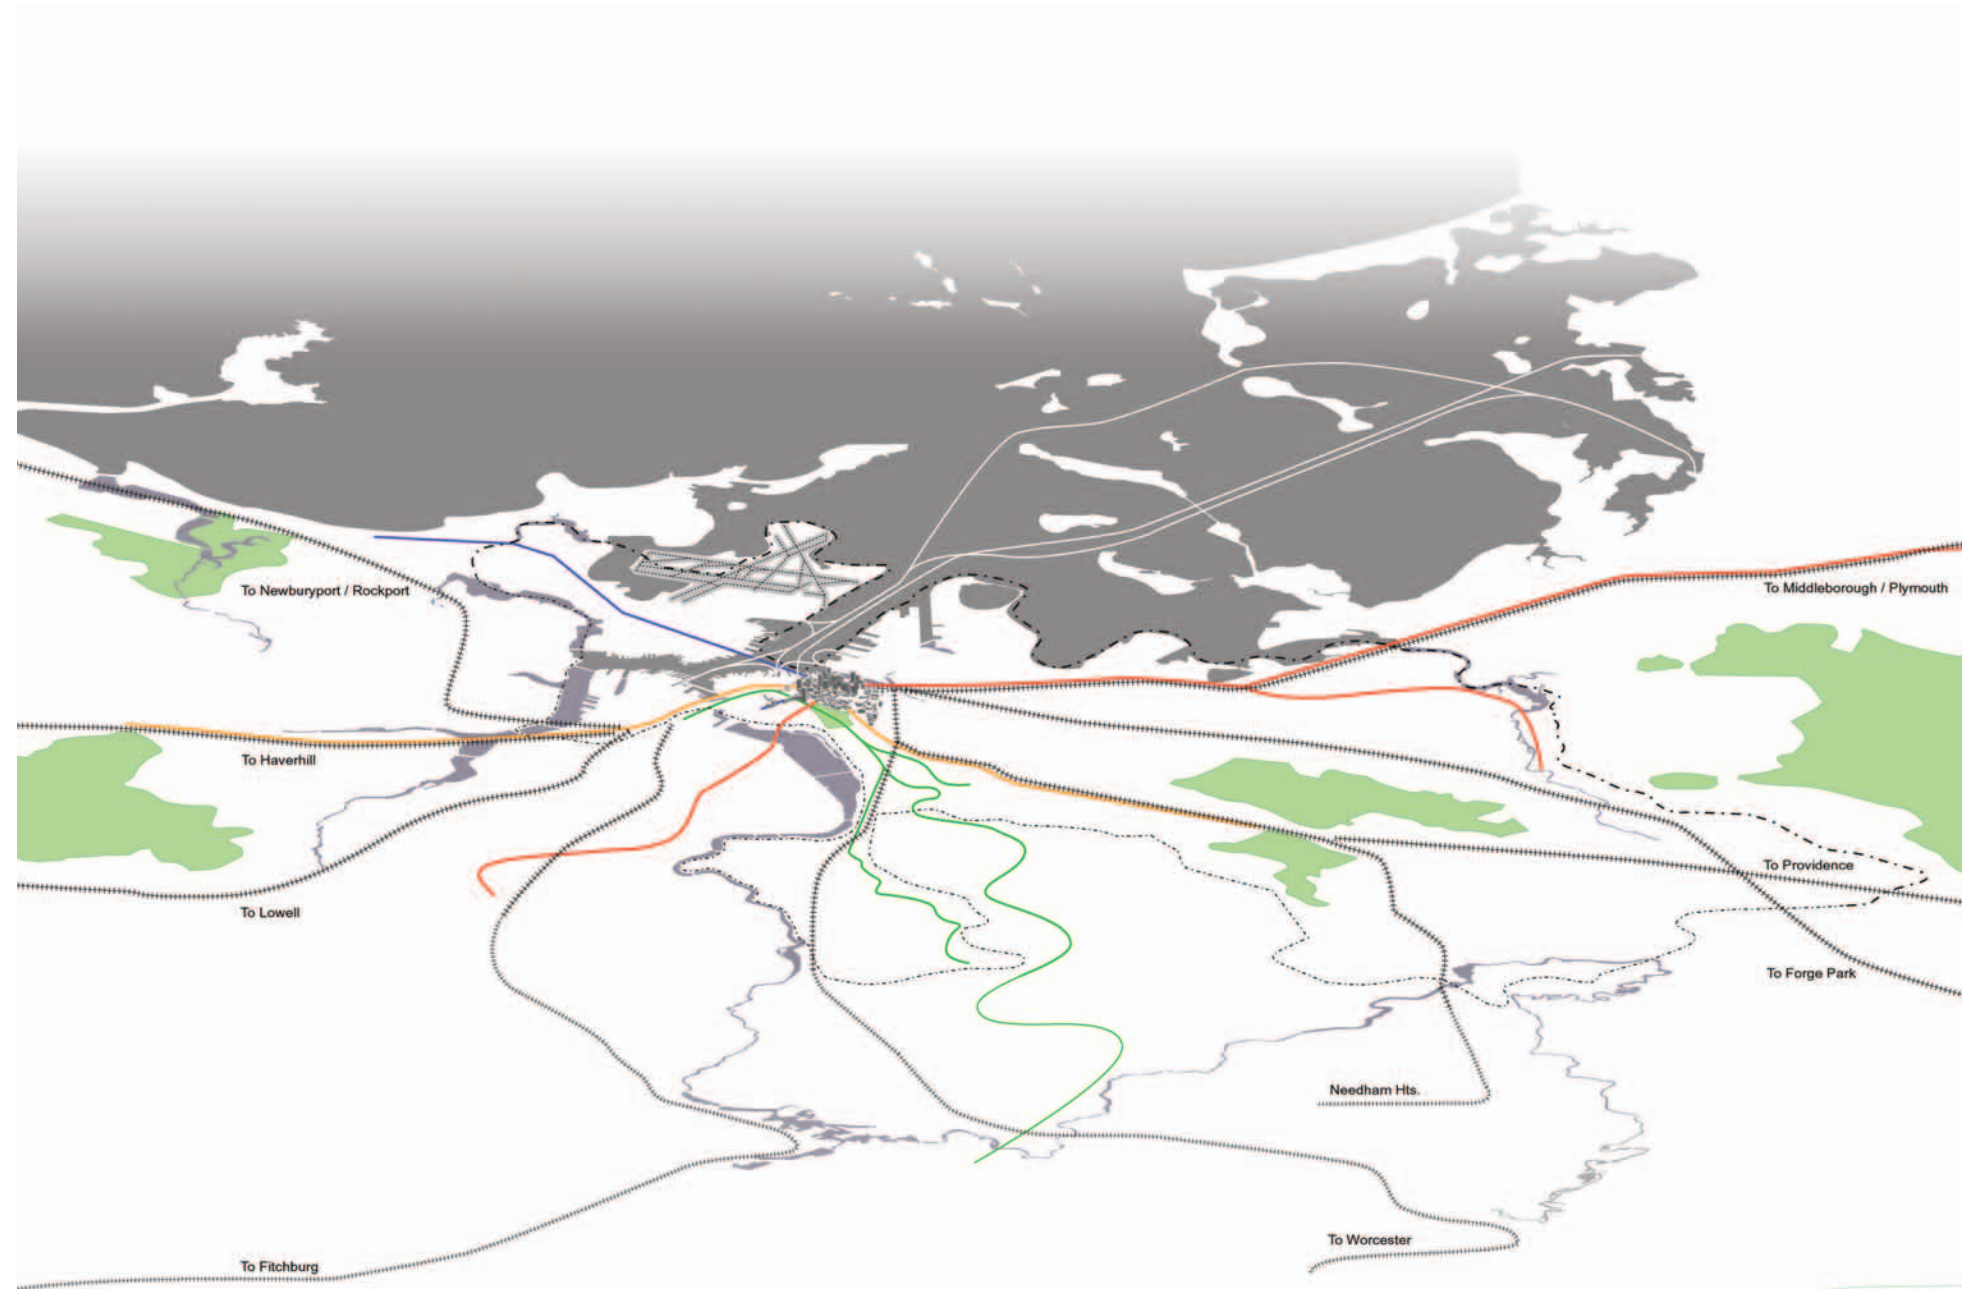 To Newburyport / Rockport
To Middleborough / Plymouth
To Haverhill
To Providence
To Lowell
To Forge Park
Needham Hts.
To Worcester
To Fitchburg